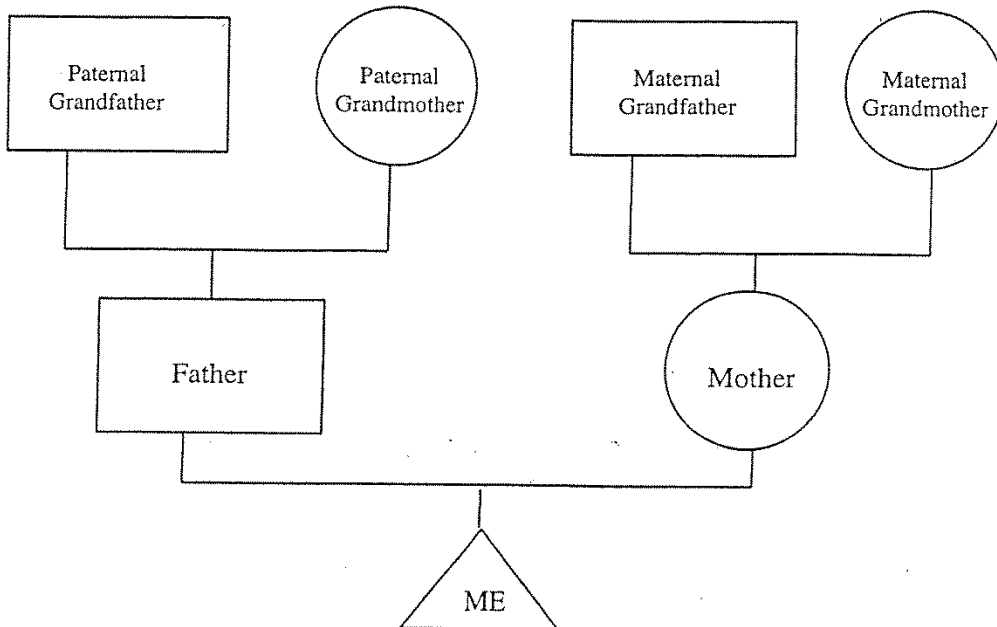 Paternal
Grandfather
Paternal
Grandmother
Maternal
Grandfather
Maternal
Grandmother
Father
Mother
ME